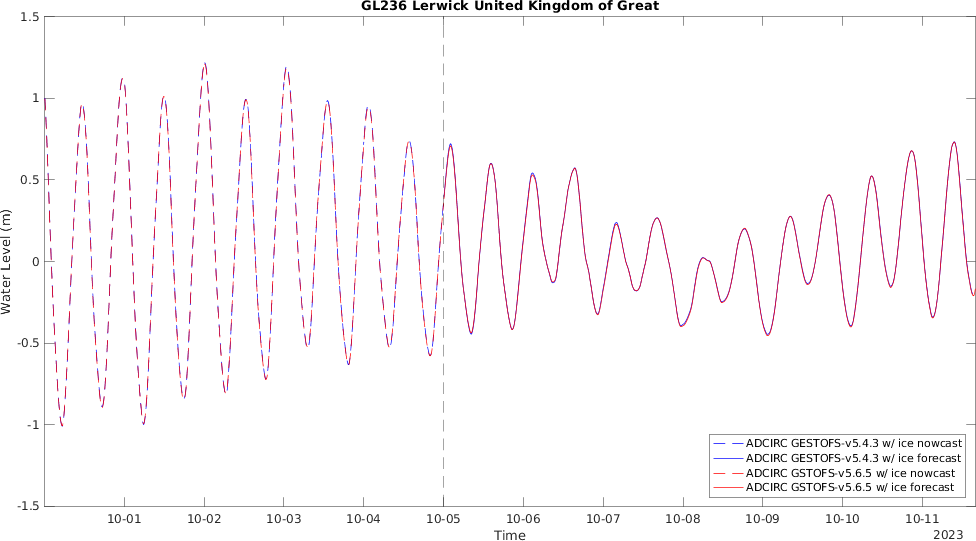 GL236 Lerwick United Kingdom of Great
1.5
1
0.5
0
-0.5
-1
-1.5
Water Level (m)
10-01 10-02 10-03 10-04 10-05 10-06 10-07 10-08 10-09 10-10 10-11
Time
2023
ADCIRC GESTOFS-v5.4.3 w/ ice nowcast
ADCIRC GESTOFS-v5.4.3 w/ ice forecast
ADCIRC GSTOFS-v5.6.5 w/ ice nowcast
ADCIRC GSTOFS-v5.6.5 w/ ice forecast